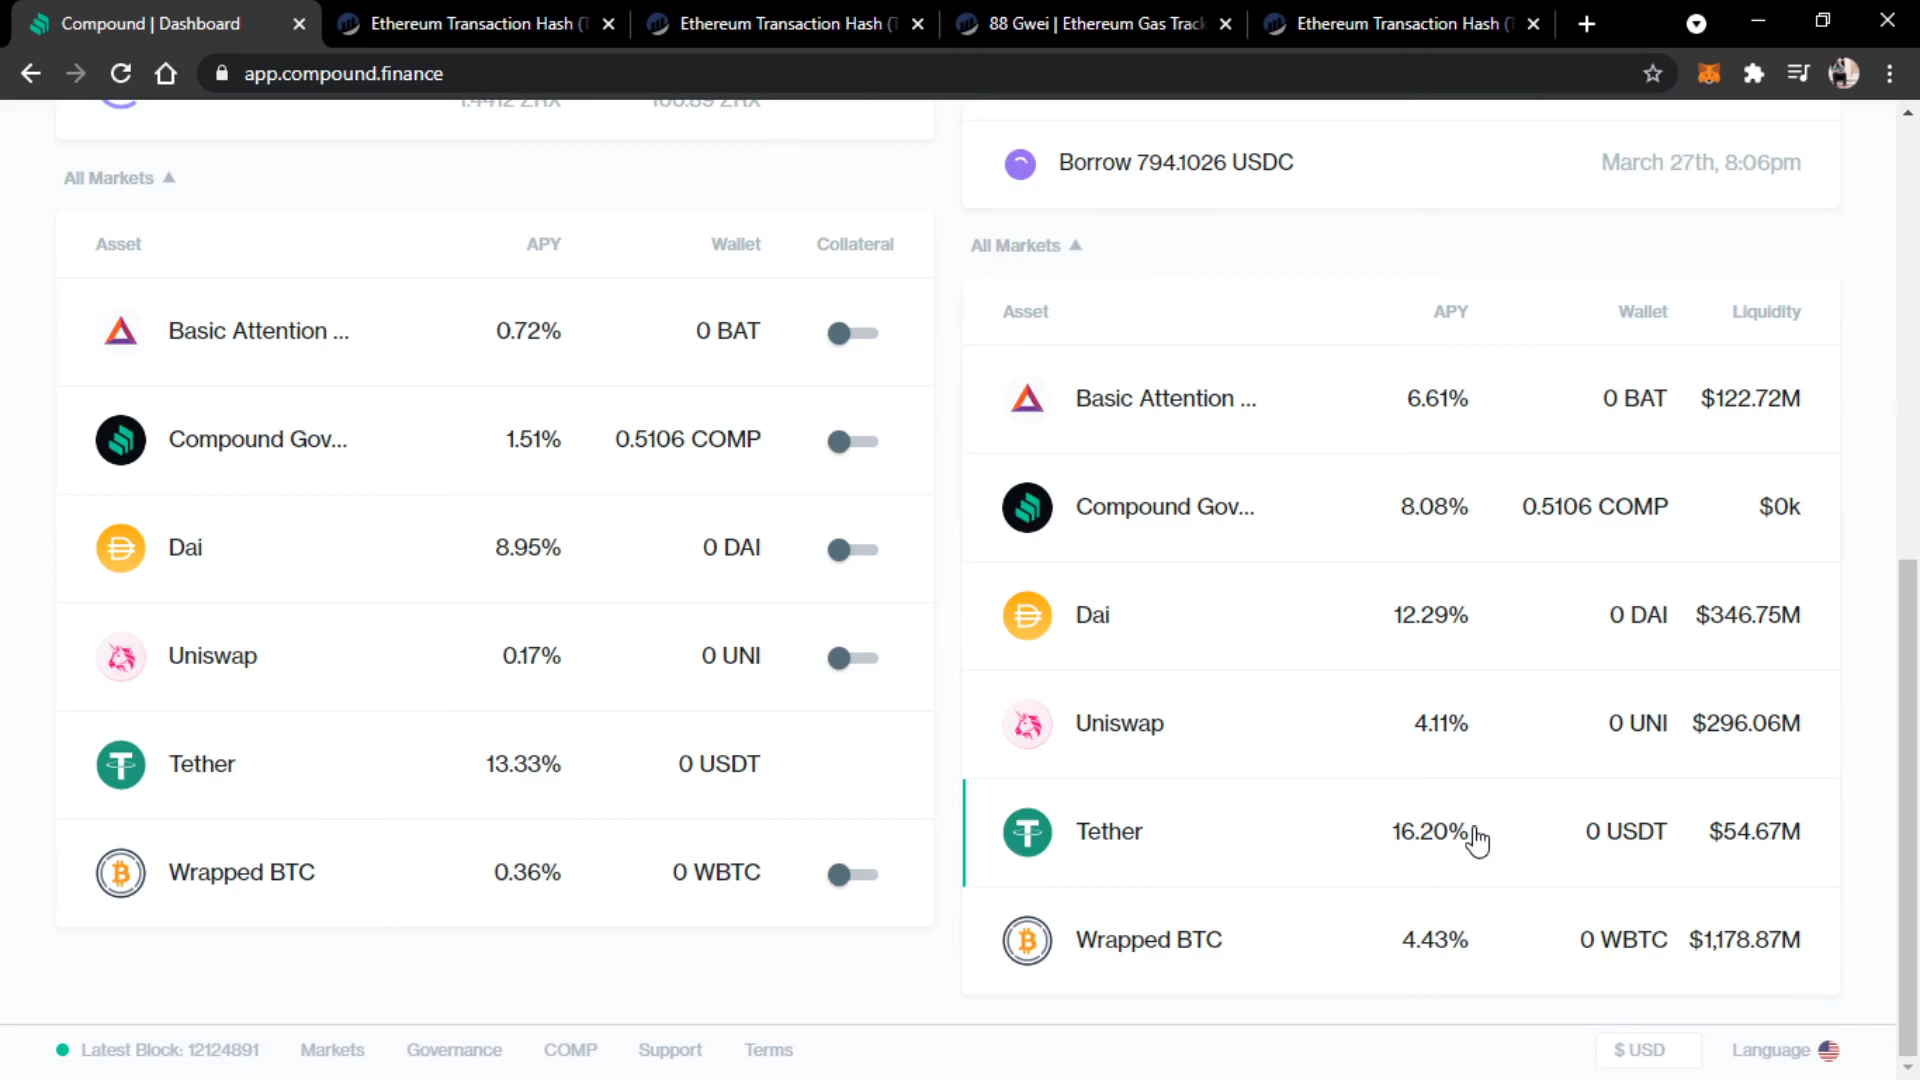 Compound | Dashboard
Ethereum Transaction Hash (T
Ethereum Transaction Hash (T
88 Gwei | Ethereum Gas Track
Ethereum Transaction Hash (T
app.compound.finance
1.4412 ZRX 100.89 ZRX
All Markets
Asset APY Wallet Collateral
Basic Attention ... 0.72% 0 BAT
Compound Gov... 1.51% 0.5106 COMP
Dai 8.95% 0 DAI
Uniswap 0.17% 0 UNI
Tether 13.33% 0 USDT
Wrapped BTC 0.36% 0 WBTC
Borrow 794.1026 USDC March 27th, 8:06pm
All Markets
Asset APY Wallet Liquidity
Basic Attention ... 6.61% 0 BAT $122.72M
Compound Gov... 8.08% 0.5106 COMP $0k
Dai 12.29% 0 DAI $346.75M
Uniswap 4.11% 0 UNI $296.06M
Tether 16.20% 0 USDT $54.67M
Wrapped BTC 4.43% 0 WBTC $1,178.87M
Latest Block: 12124891 Markets Governance COMP Support Terms $ USD Language